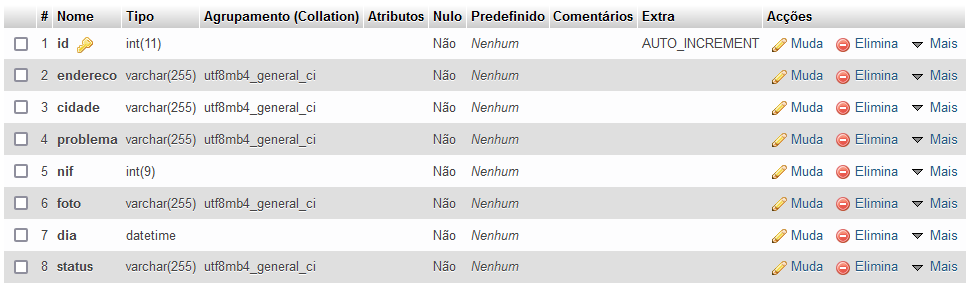 # Nome Tipo Agrupamento (Collation) Atributos Nulo Predefinido Comentários Extra Acções
1 id int(11) Não Nenhum AUTO_INCREMENT Muda Elimina Mais
2 endereco varchar(255) utf8mb4_general_ci Não Nenhum Muda Elimina Mais
3 cidade varchar(255) utf8mb4_general_ci Não Nenhum Muda Elimina Mais
4 problema varchar(255) utf8mb4_general_ci Não Nenhum Muda Elimina Mais
5 nif int(9) Não Nenhum Muda Elimina Mais
6 foto varchar(255) utf8mb4_general_ci Não Nenhum Muda Elimina Mais
7 dia datetime Não Nenhum Muda Elimina Mais
8 status varchar(255) utf8mb4_general_ci Não Nenhum Muda Elimina Mais